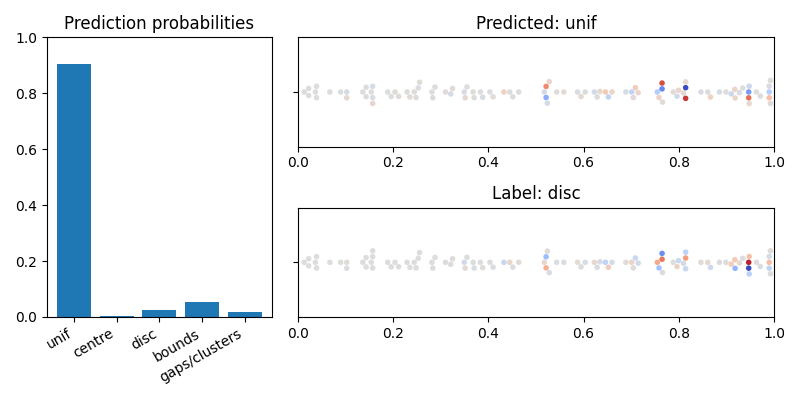 Prediction probabilities
1.0
0.8
0.6
0.4
0.2
0.0
unif
centre
disc
bounds
gaps/clusters
Predicted: unif
0.0 0.2 0.4 0.6 0.8 1.0
Label: disc
0.0 0.2 0.4 0.6 0.8 1.0